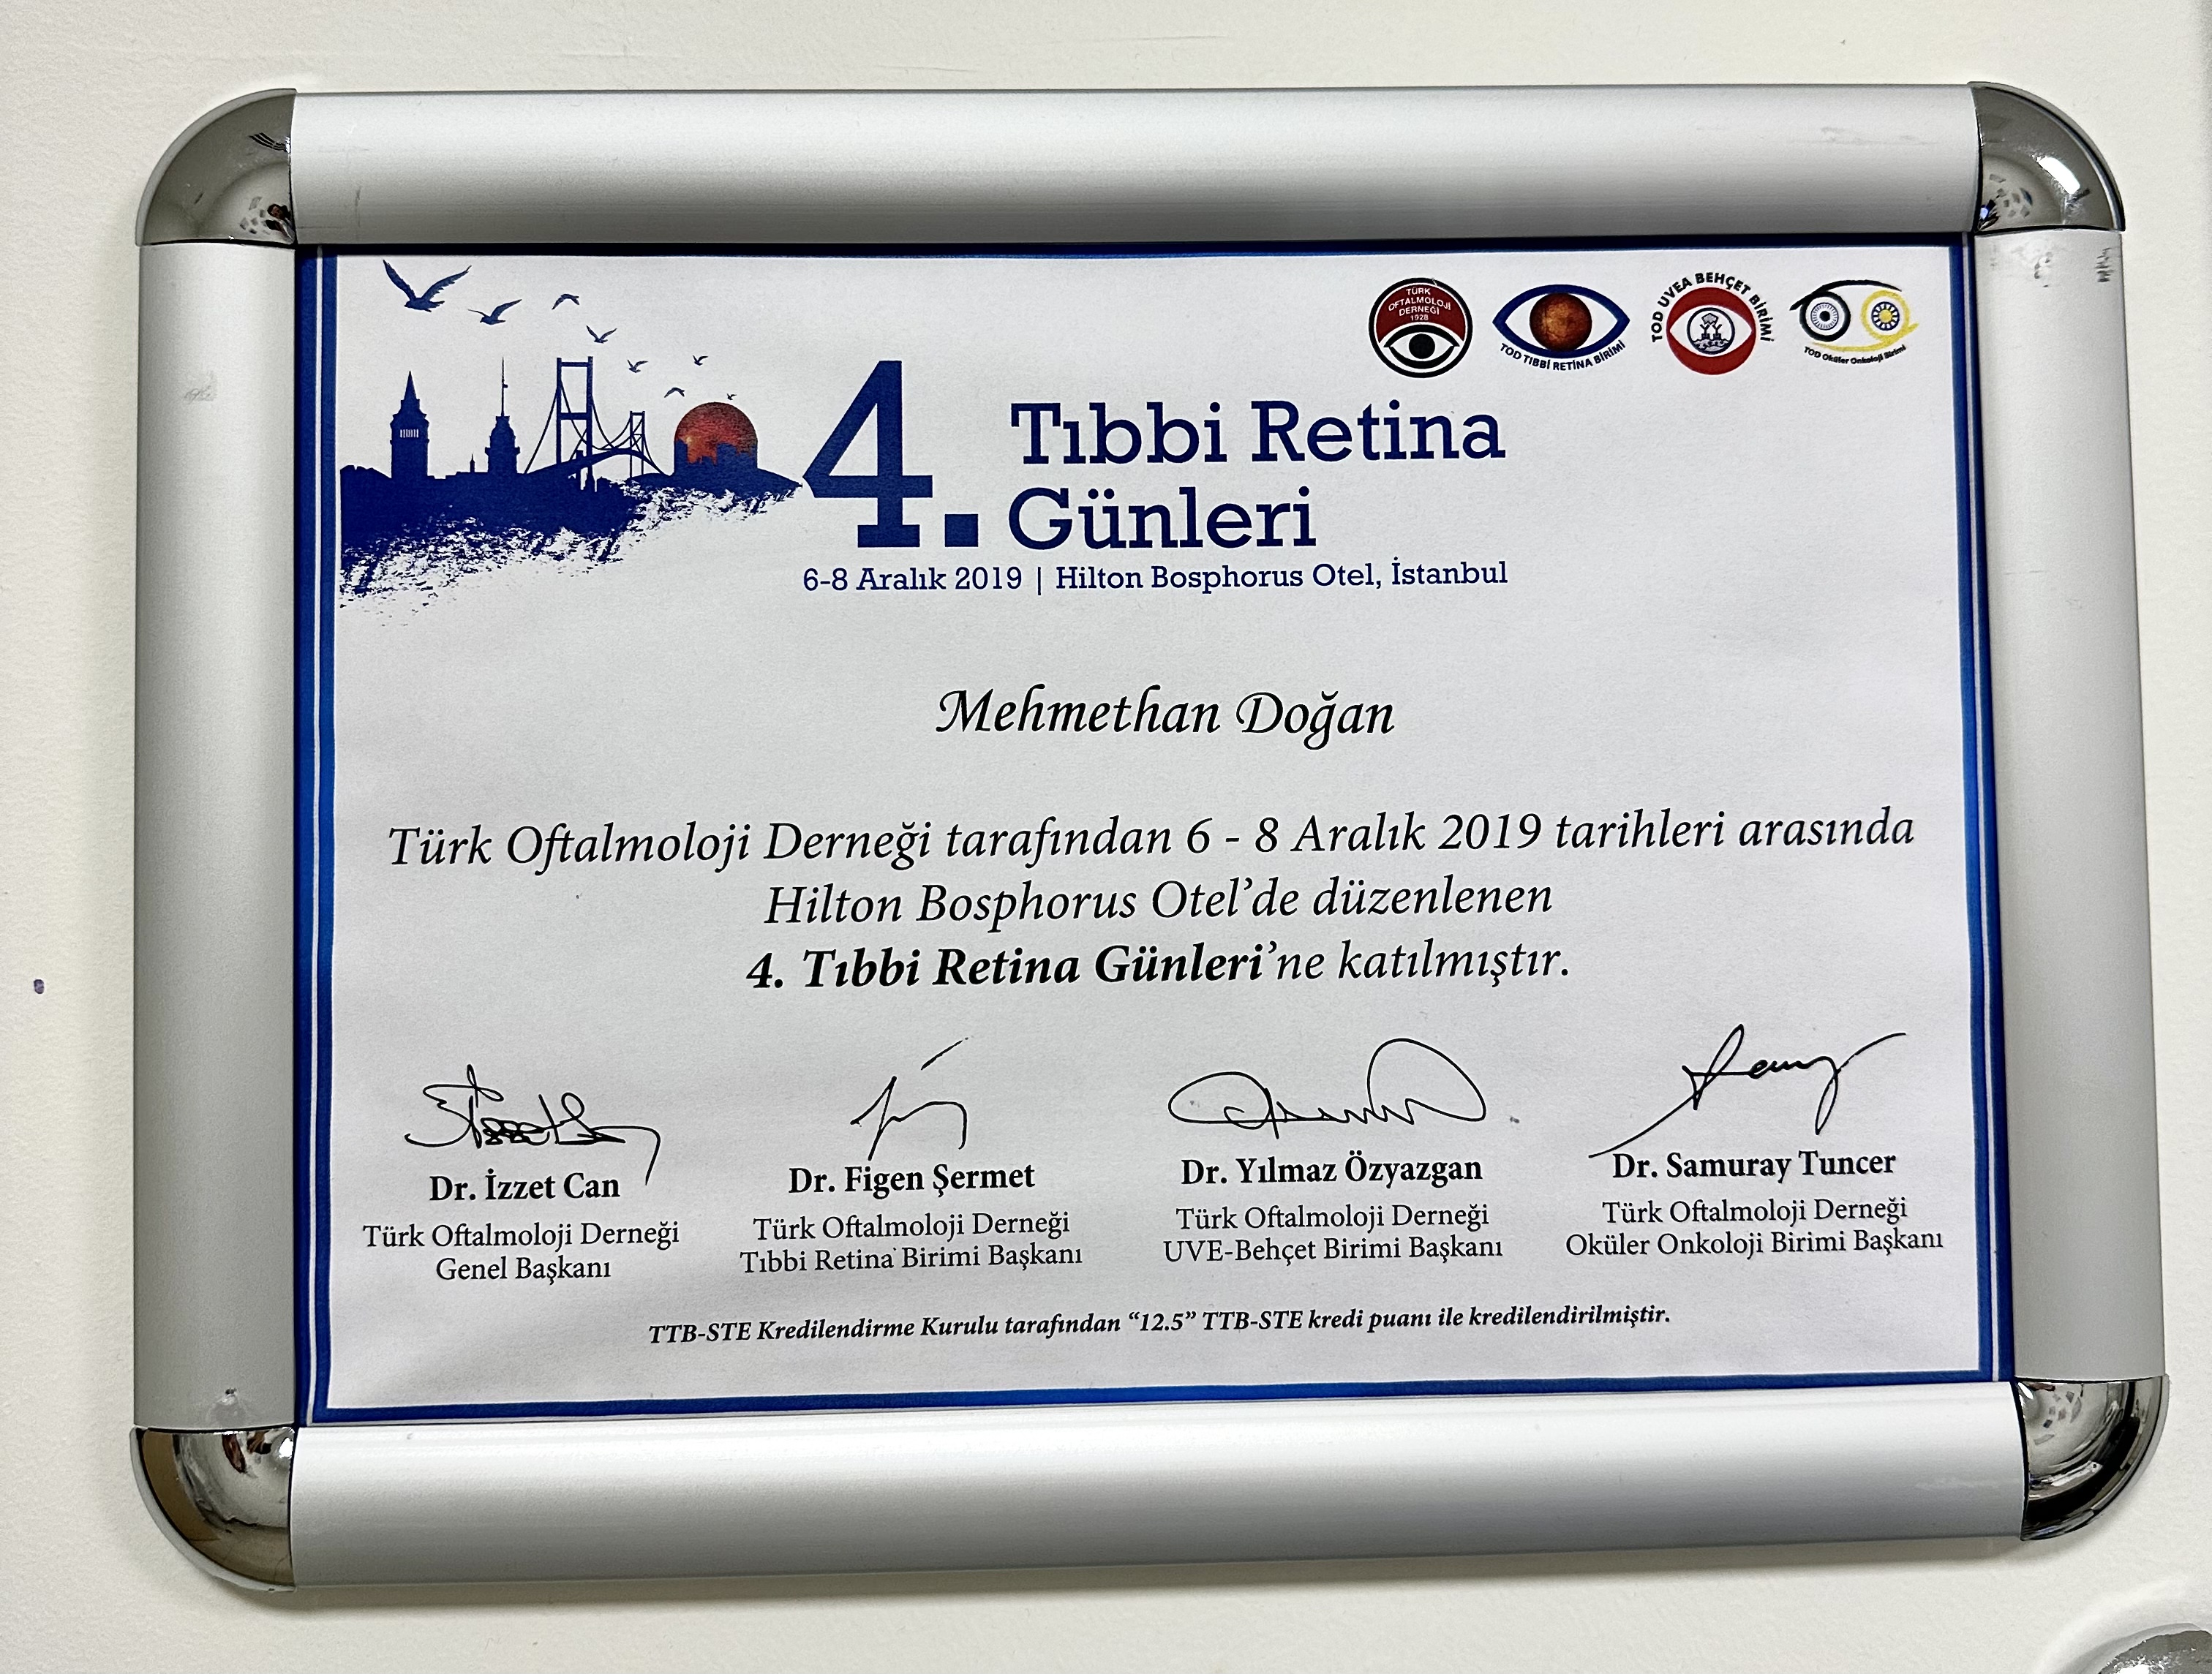 TÜRK
OFTALMOLOJİ
DERNEĞİ
1928
TOD TIBBİ RETİNA BİRİMİ
TOD UVEA BEHÇET BİRİMİ
TOD Oküler Onkoloji Birimi
4. Tıbbi Retina
Günleri
6-8 Aralık 2019 | Hilton Bosphorus Otel, İstanbul
Mehmethan Doğan
Türk Oftalmoloji Derneği tarafından 6 - 8 Aralık 2019 tarihleri arasında
Hilton Bosphorus Otel’de düzenlenen
4. Tıbbi Retina Günleri’ne katılmıştır.
Dr. İzzet Can
Türk Oftalmoloji Derneği
Genel Başkanı
Dr. Figen Şermet
Türk Oftalmoloji Derneği
Tıbbi Retina Birimi Başkanı
Dr. Yılmaz Özyazgan
Türk Oftalmoloji Derneği
UVE-Behçet Birimi Başkanı
Dr. Samuray Tuncer
Türk Oftalmoloji Derneği
Oküler Onkoloji Birimi Başkanı
TTB-STE Kredilendirme Kurulu tarafından “12.5” TTB-STE kredi puanı ile kredilendirilmiştir.